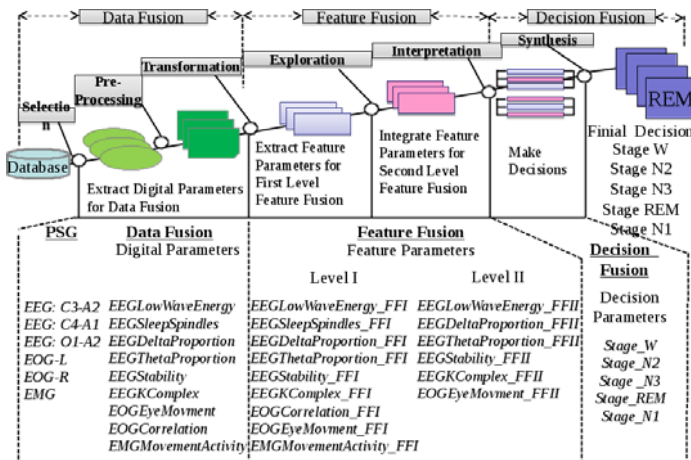 Data Fusion
Feature Fusion
Decision Fusion
Synthesis
Interpretation
Exploration
Transformation
Pre-
Processing
Selectio
n
Database
REM
Extract Digital Parameters
for Data Fusion
Extract Feature
Parameters for
First Level
Feature Fusion
Integrate Feature
Parameters for
Second Level
Feature Fusion
Make
Decisions
Finial Decision
Stage W
Stage N2
Stage N3
Stage REM
Stage N1
PSG
EEG: C3-A2
EEG: C4-A1
EEG: O1-A2
EOG-L
EOG-R
EMG
Data Fusion
Digital Parameters
EEGLowWaveEnergy
EEGSleepSpindles
EEGDeltaProportion
EEGThetaProportion
EEGStability
EEGKComplex
EOGEyeMovment
EOGCorrelation
EMGMovementActivity
Feature Fusion
Feature Parameters
Level I
EEGLowWaveEnergy_FFI
EEGSleepSpindles_FFI
EEGDeltaProportion_FFI
EEGThetaProportion_FFI
EEGStability_FFI
EEGKComplex_FFI
EOGCorrelation_FFI
EOGEyeMovment_FFI
EMGMovementActivity_FFI
Level II
EEGLowWaveEnergy_FFII
EEGDeltaProportion_FFII
EEGThetaProportion_FFII
EEGStability_FFII
EEGKComplex_FFII
EOGEyeMovment_FFII
Decision
Fusion
Decision
Parameters
Stage_W
Stage_N2
Stage_N3
Stage_REM
Stage_N1